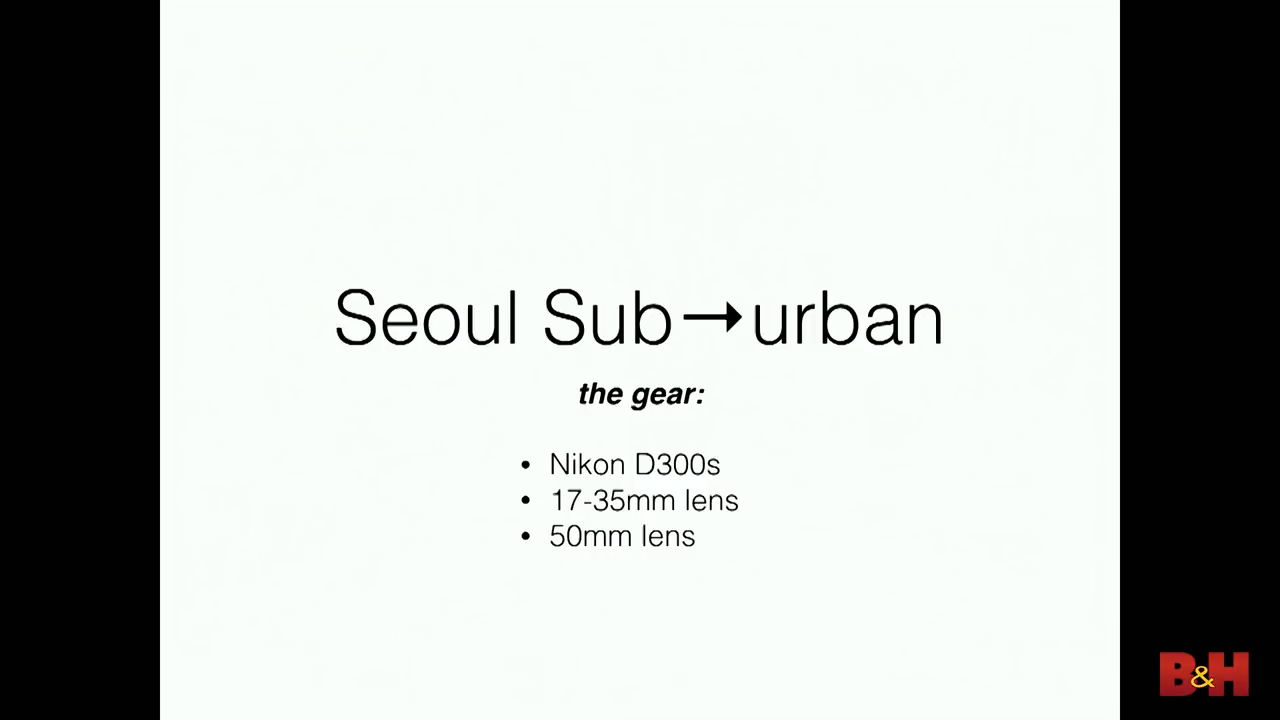 Seoul Sub→urban
the gear:
• Nikon D300s
• 17-35mm lens
• 50mm lens
B&H